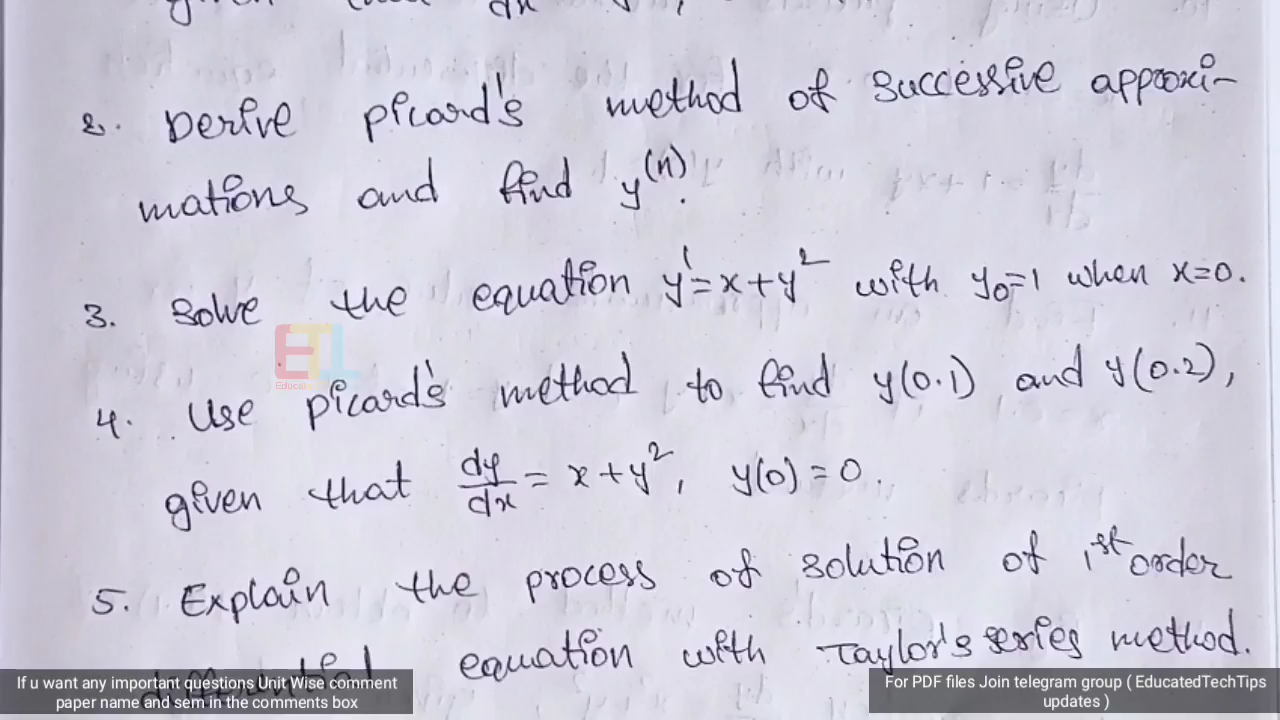 dx
2. Derive picard's method of successive approxi-
mations and find y⁽ⁿ⁾.
3. Solve the equation y'=x+y² with y₀=1 when x=0.
4. Use picard's method to find y(0.1) and y(0.2),
given that dy/dx = x+y², y(0)=0.
5. Explain the process of solution of 1st order
differential equation with Taylor's series method.
ETL
If u want any important questions Unit Wise comment
paper name and sem in the comments box
For PDF files Join telegram group ( EducatedTechTips
updates )